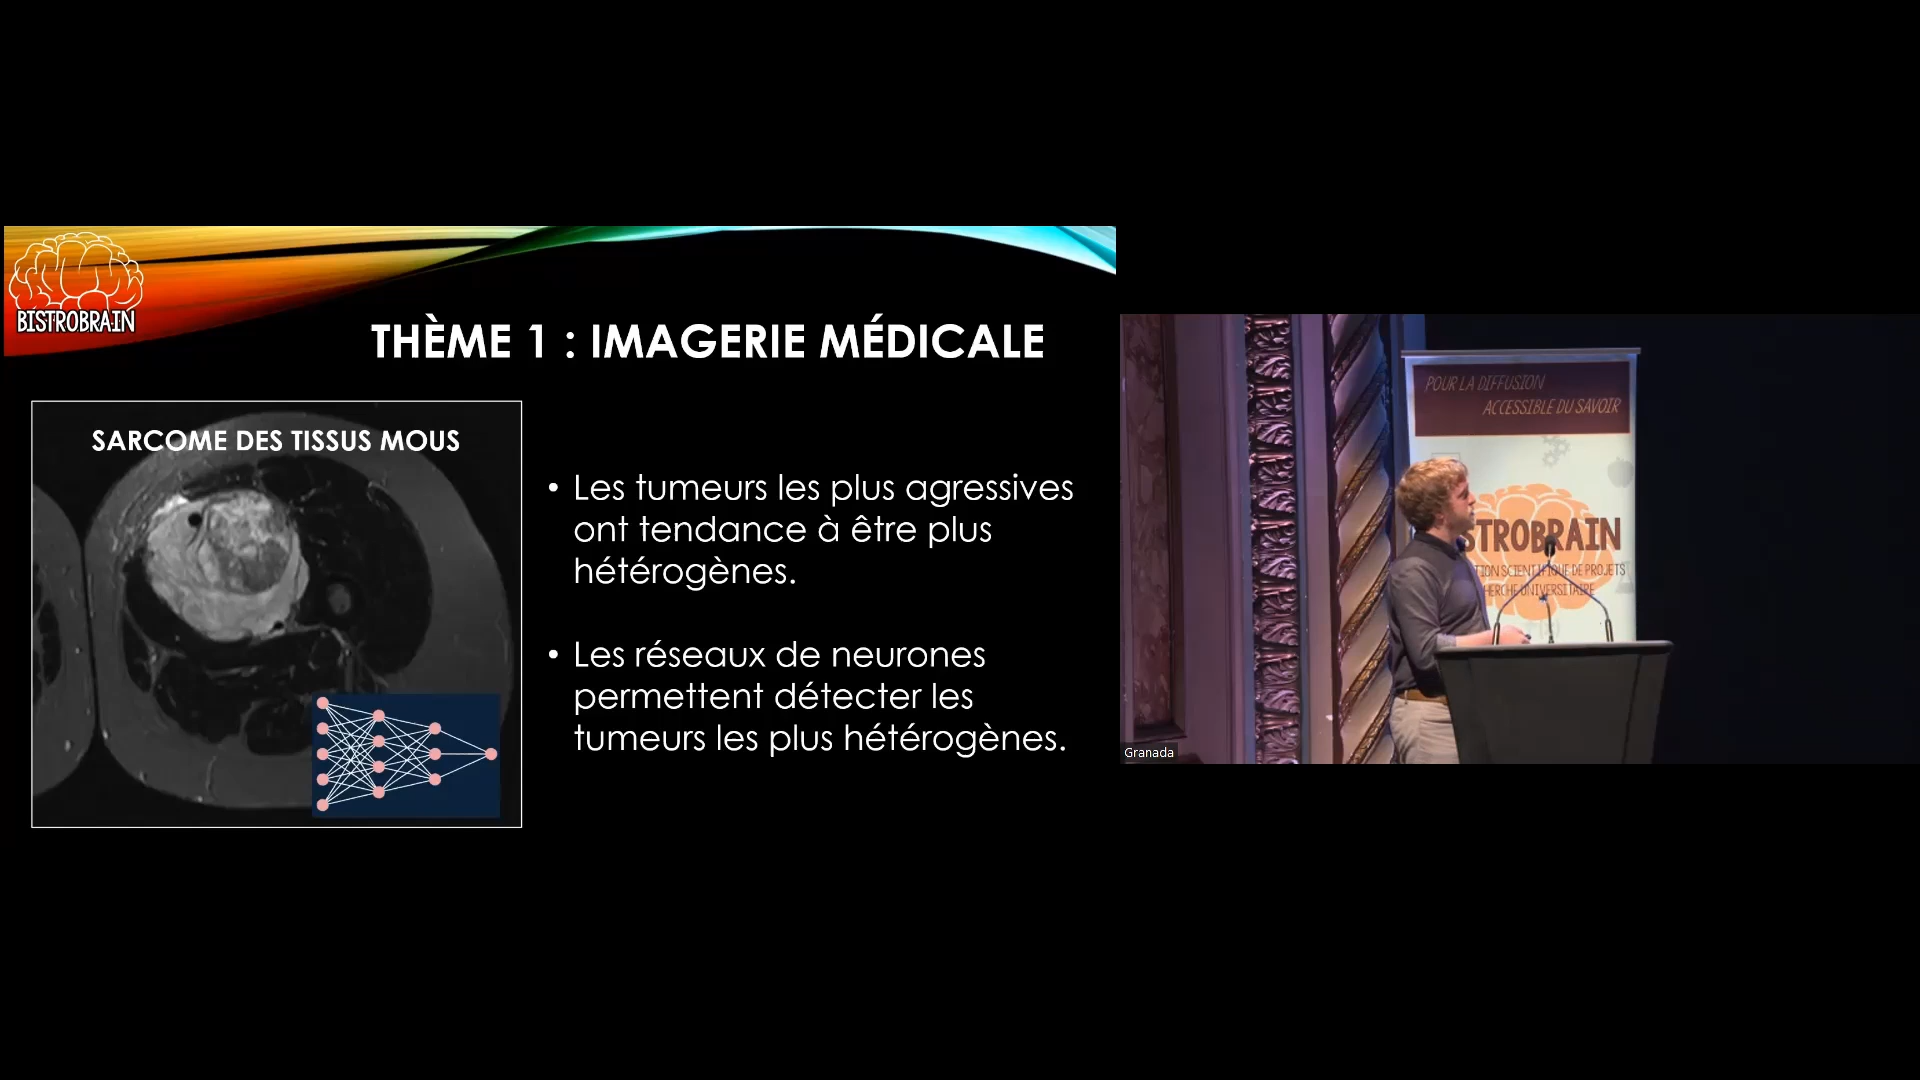 BISTROBRAIN
THÈME 1 : IMAGERIE MÉDICALE
SARCOME DES TISSUS MOUS
• Les tumeurs les plus agressives
ont tendance à être plus
hétérogènes.
• Les réseaux de neurones
permettent détecter les
tumeurs les plus hétérogènes.
POUR LA DIFFUSION
ACCESSIBLE DU SAVOIR
STROBRAIN
TION SCIENTIFIQUE DE PROJETS
HERCHE UNIVERSITAIRE
Granada